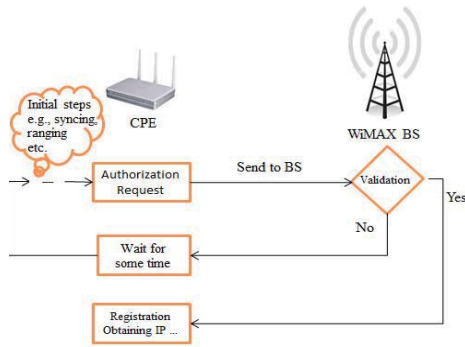 Initial steps
e.g., syncing,
ranging
etc.
CPE
WiMAX BS
Authorization
Request
Send to BS
Validation
Yes
No
Wait for
some time
Registration
Obtaining IP ...